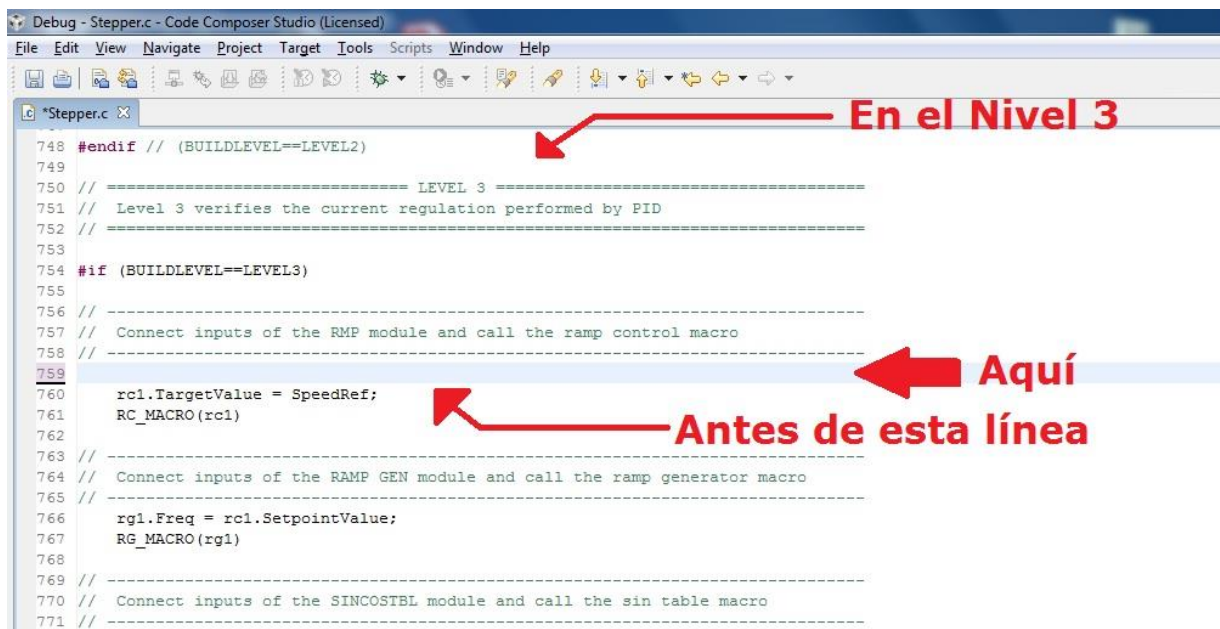 Debug - Stepper.c - Code Composer Studio (Licensed)
File Edit View Navigate Project Target Tools Scripts Window Help
*Stepper.c
En el Nivel 3
748 #endif // (BUILDLEVEL==LEVEL2)
749
750 // =============================== LEVEL 3 ======================================
751 // Level 3 verifies the current regulation performed by PID
752 // ==============================================================================
753
754 #if (BUILDLEVEL==LEVEL3)
755
756 // ------------------------------------------------------------------------------
757 // Connect inputs of the RMP module and call the ramp control macro
758 // ------------------------------------------------------------------------------
759
Aquí
760 rc1.TargetValue = SpeedRef;
761 RC_MACRO(rc1)
Antes de esta línea
762
763 // ------------------------------------------------------------------------------
764 // Connect inputs of the RAMP GEN module and call the ramp generator macro
765 // ------------------------------------------------------------------------------
766 rg1.Freq = rc1.SetpointValue;
767 RG_MACRO(rg1)
768
769 // ------------------------------------------------------------------------------
770 // Connect inputs of the SINCOSTBL module and call the sin table macro
771 // ------------------------------------------------------------------------------